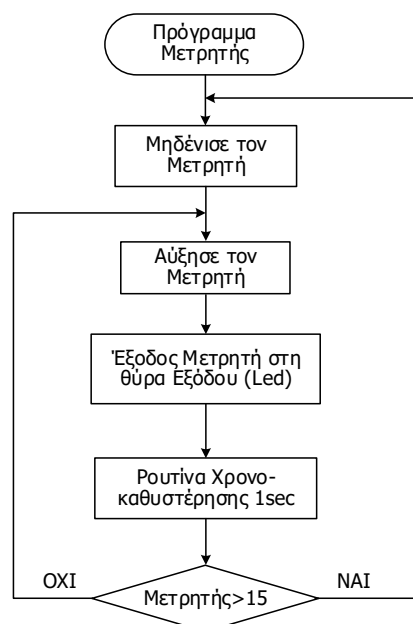 Πρόγραμμα
Μετρητής
Μηδένισε τον
Μετρητή
Αύξησε τον
Μετρητή
Έξοδος Μετρητή στη
θύρα Εξόδου (Led)
Ρουτίνα Χρονο-
καθυστέρησης 1sec
ΟΧΙ
Μετρητής>15
ΝΑΙ